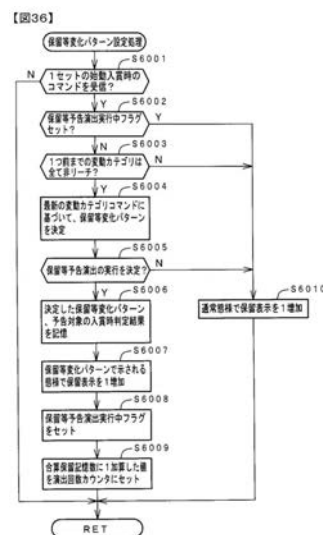 【図36】
保留等変化パターン設定処理
S6001
N
1セットの始動入賞時の
コマンドを受信?
Y
S6002
保留等予告演出実行中フラグ
セット?
Y
N
S6003
1つ前までの変動カテゴリは
全て非リーチ?
N
Y
S6004
最新の変動カテゴリコマンドに
基づいて、保留等変化パターン
を決定
S6005
保留等予告演出の実行を決定?
N
Y
S6006
決定した保留等変化パターン
、予告対象の入賞時判定結果
を記憶
S6010
通常態様で保留表示を1増加
S6007
保留等変化パターンで示される
態様で保留表示を1増加
S6008
保留等予告演出実行中フラグ
をセット
S6009
合算保留記憶数に1加算した値
を演出回数カウンタにセット
RET